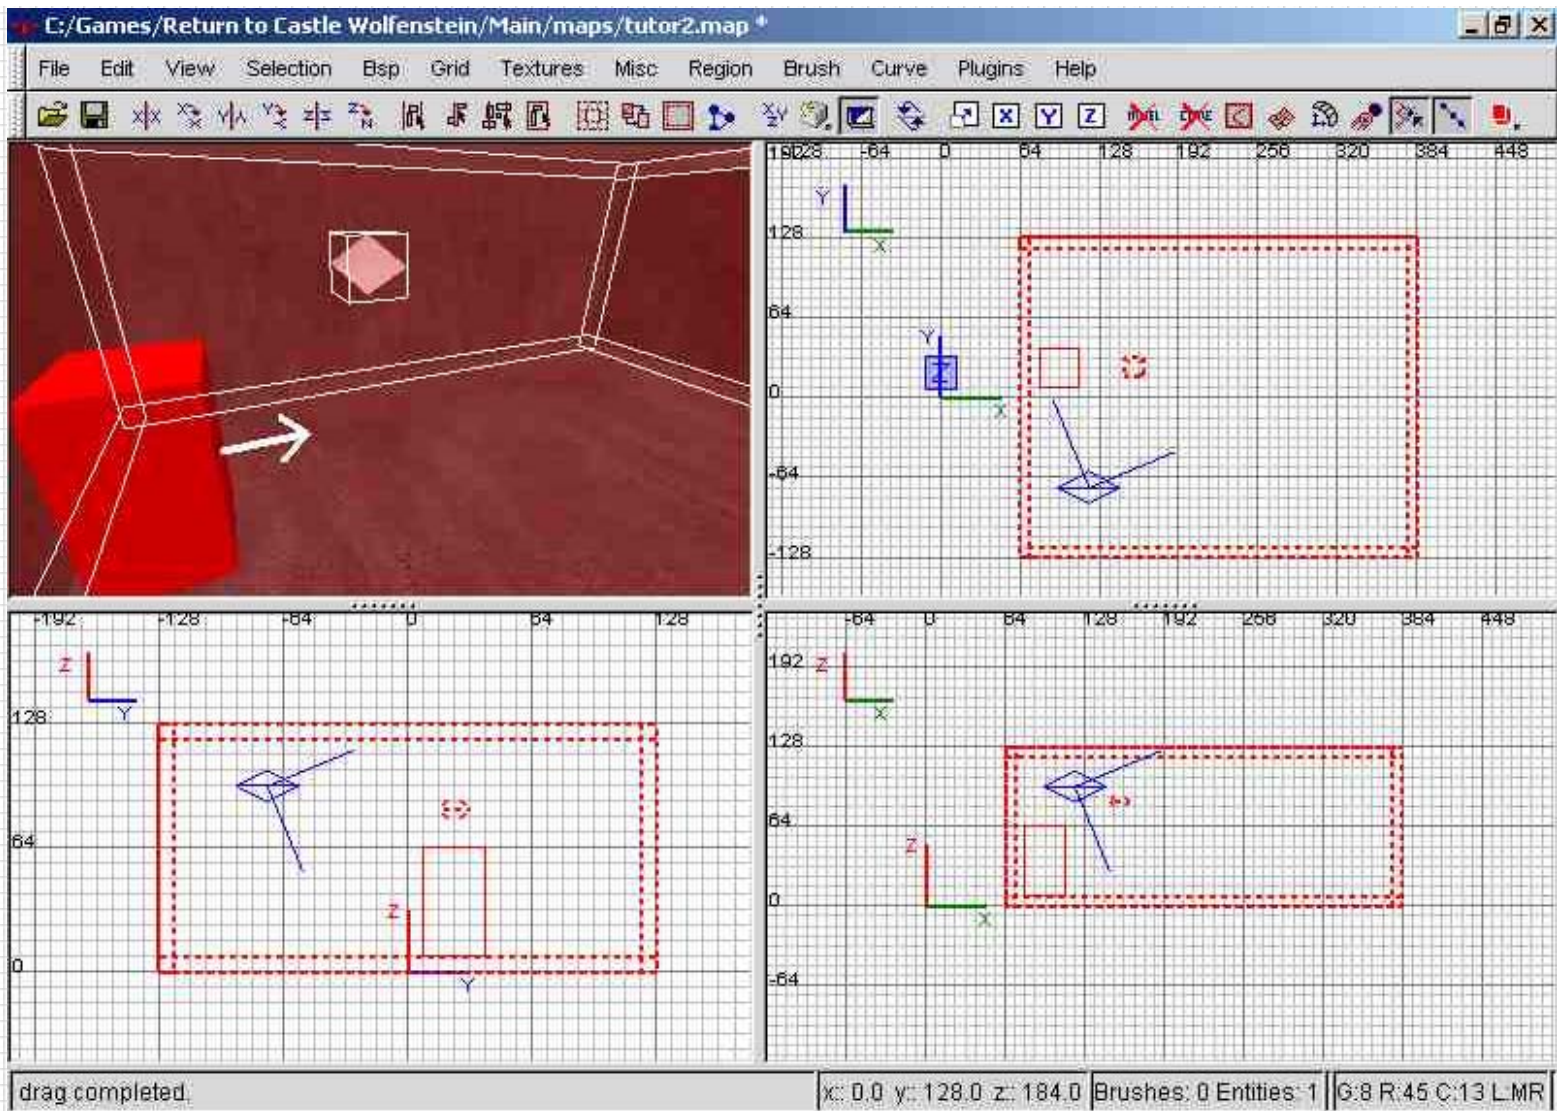 C:/Games/Return to Castle Wolfenstein/Main/maps/tutor2.map *
File Edit View Selection Bsp Grid Textures Misc Region Brush Curve Plugins Help
-64 0 64 128 192 256 320 384 448
Y
X
128
64
Y
Z
0
X
-64
-128
-192 -128 -64 0 64 128
Z
Y
128
64
Z
0
Y
-64 0 64 128 192 256 320 384 448
192 Z
X
128
64
Z
0
X
-64
drag completed.
x:: 0.0 y:: 128.0 z:: 184.0
Brushes: 0 Entities: 1
G:8 R:45 C:13 L:MR